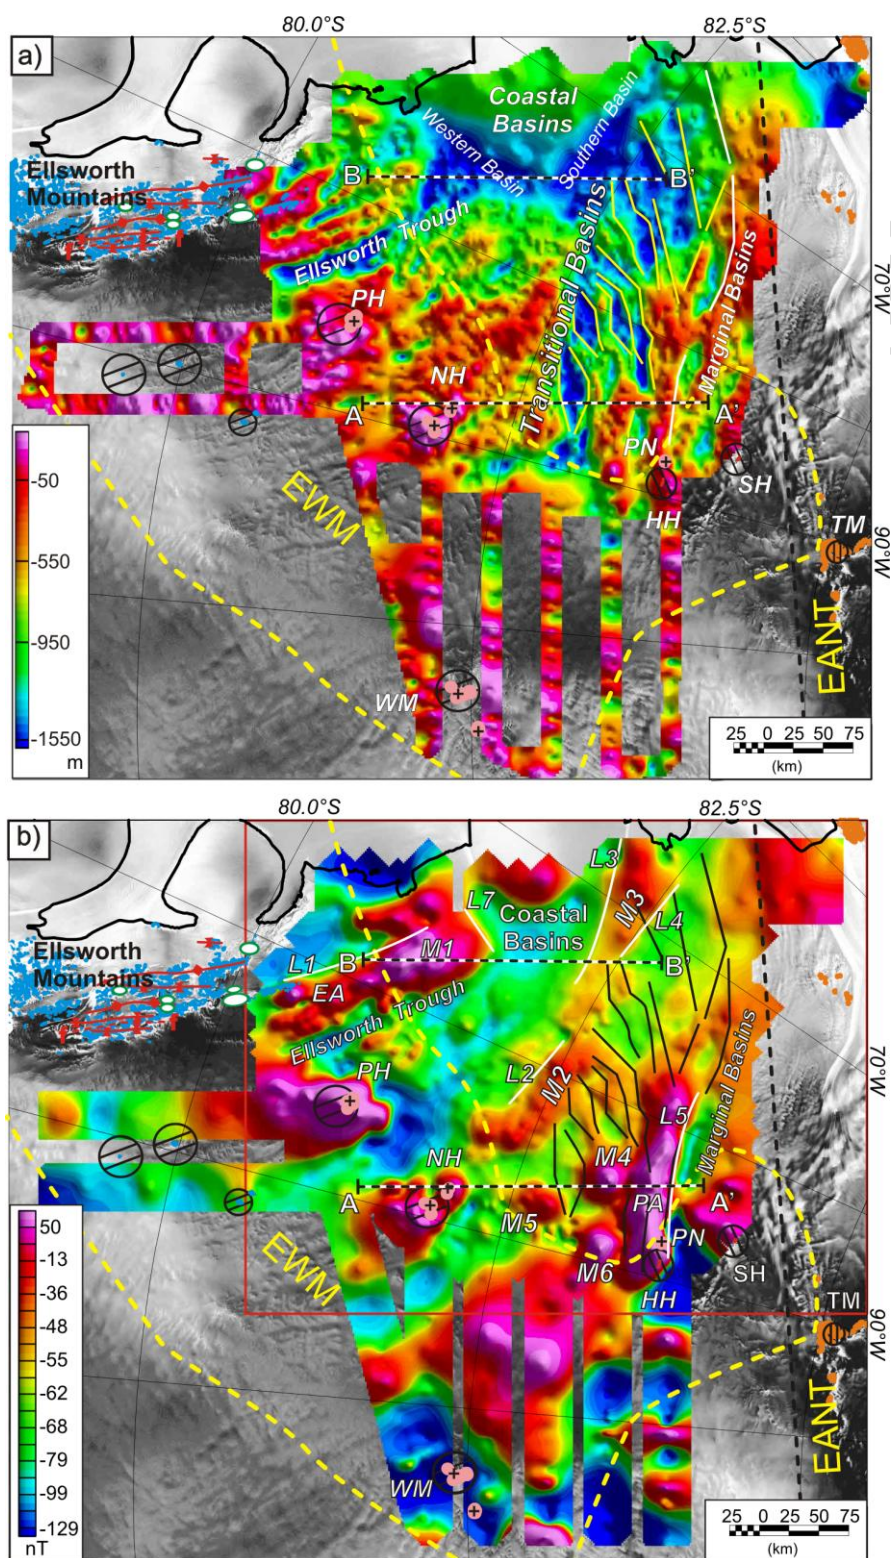 80.0°S
82.5°S
a)
Coastal
Basins
Western Basin
Southern Basin
Ellsworth
Mountains
B
B'
Ellsworth Trough
Transitional Basins
Marginal Basins
70°W
PH
NH
A
A'
PN
SH
HH
TM
90°W
EWM
EANT
WM
-50
-550
-950
-1550
m
25 0 25 50 75
(km)
80.0°S
82.5°S
b)
L3
L7
M3
Coastal
Basins
L4
Ellsworth
Mountains
L1
B
M1
B'
EA
Ellsworth Trough
70°W
PH
L2
M2
L5
Marginal Basins
NH
M4
A
M5
PA
A'
PN
M6
SH
HH
TM
90°W
EWM
EANT
WM
50
-13
-34
-48
-55
-62
-68
-79
-99
-129
nT
25 0 25 50 75
(km)